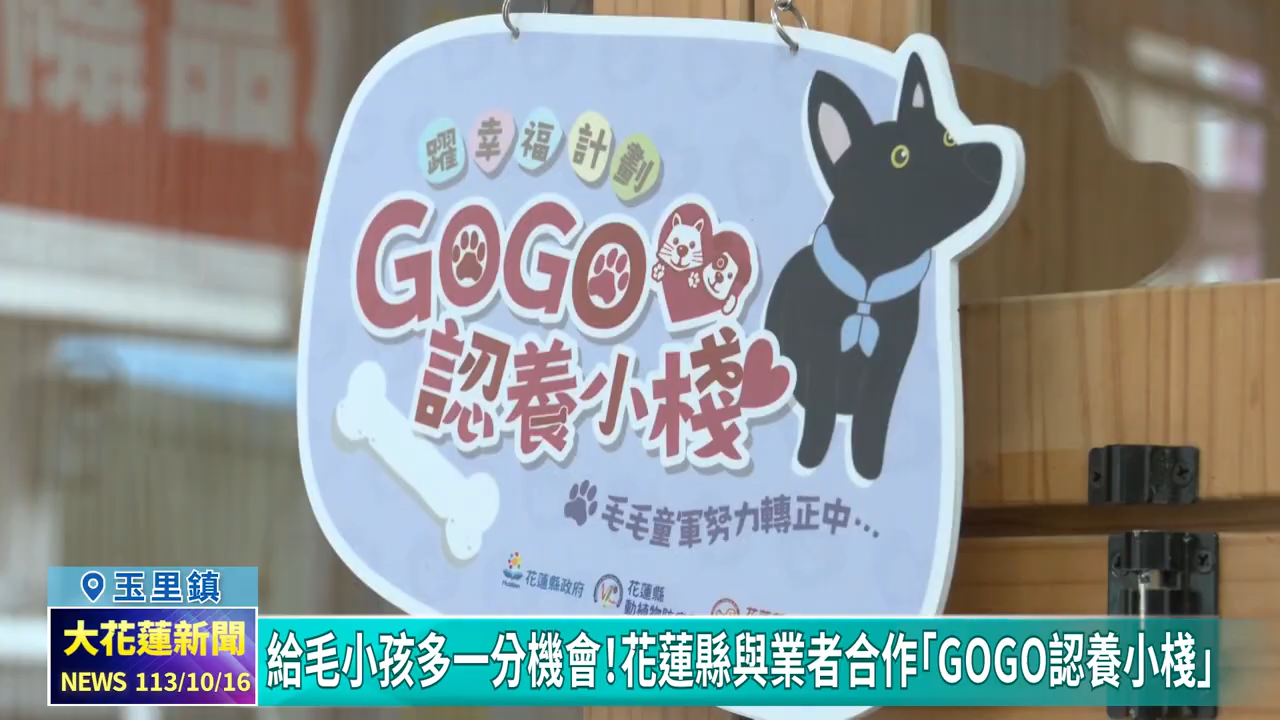 躍幸福計劃
GOGO
認養小棧
毛毛童軍努力轉正中...
花蓮縣政府
花蓮縣
玉里鎮
大花蓮新聞
NEWS 113/10/16
給毛小孩多一分機會!花蓮縣與業者合作「GOGO認養小棧」